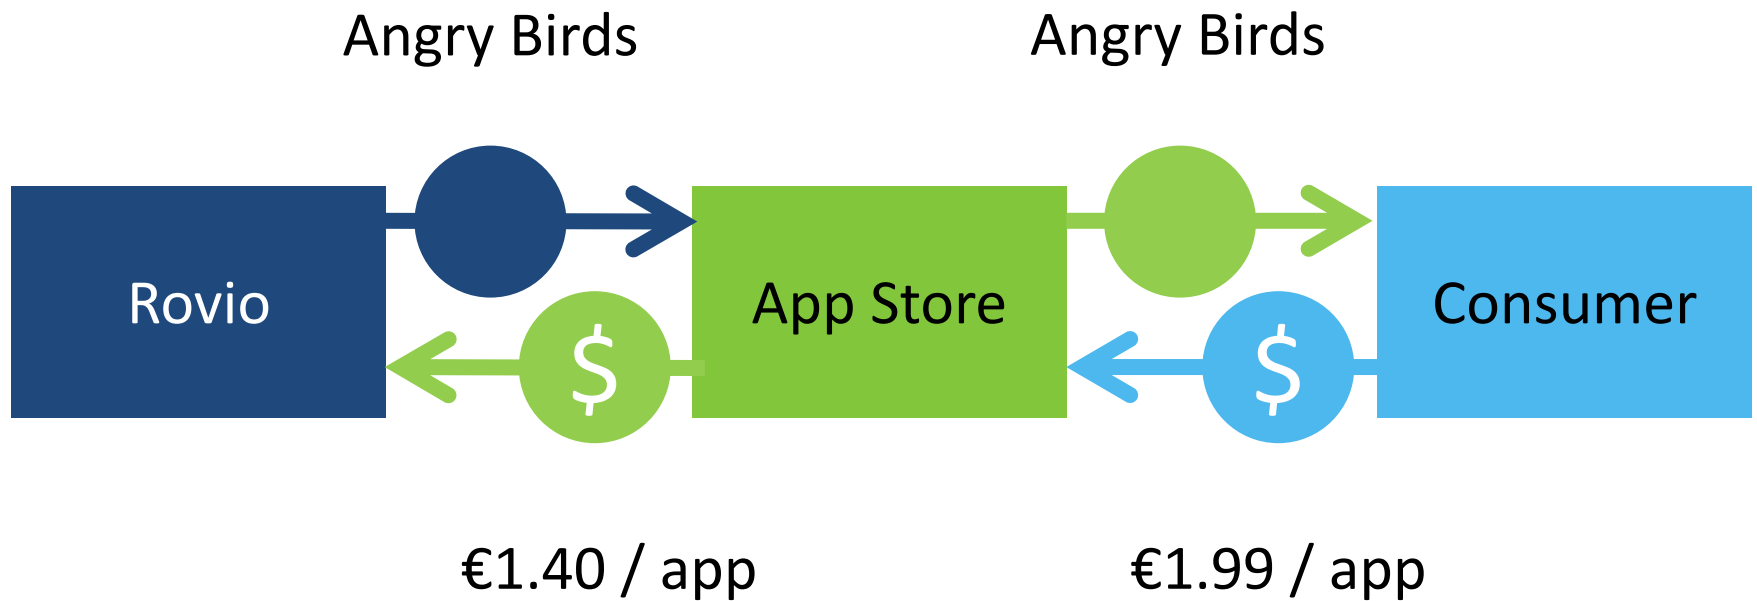 Angry Birds
Angry Birds
Rovio
App Store
Consumer
$
$
€1.40 / app
€1.99 / app